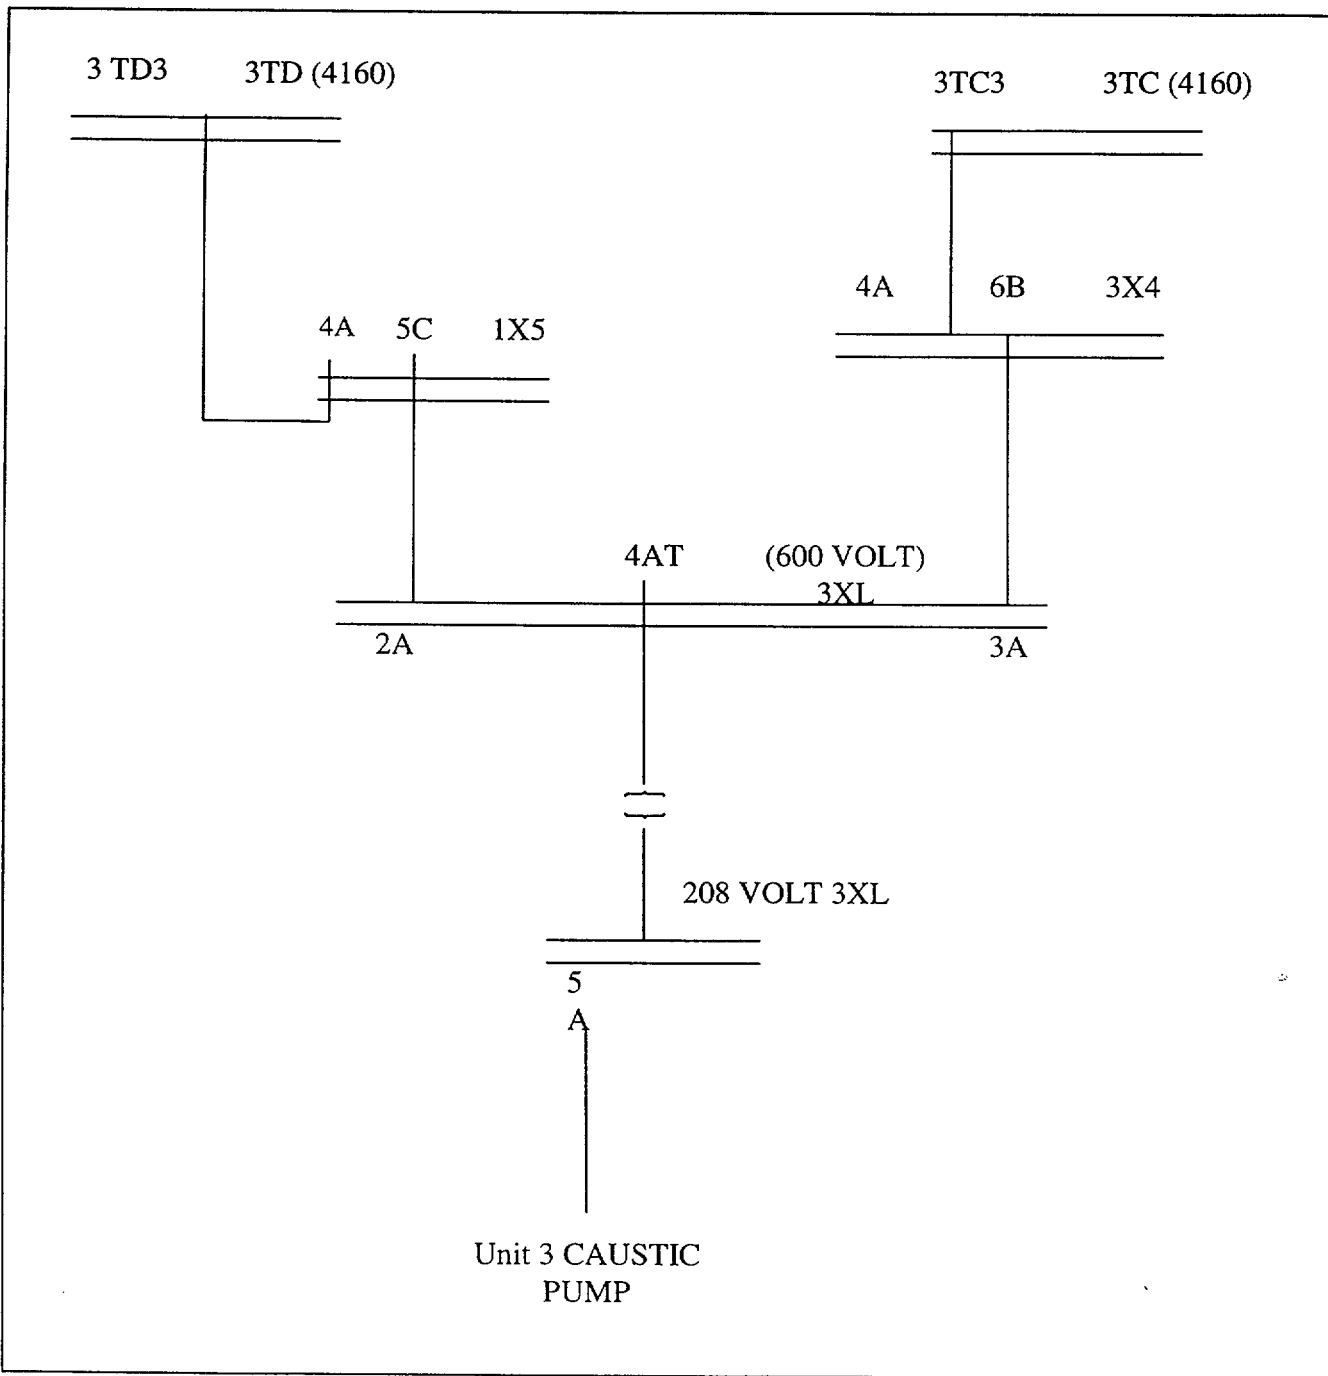 3 TD3 3TD (4160)
3TC3 3TC (4160)
4A 6B 3X4
4A 5C 1X5
4AT (600 VOLT)
3XL
2A 3A
208 VOLT 3XL
5
A
Unit 3 CAUSTIC
PUMP